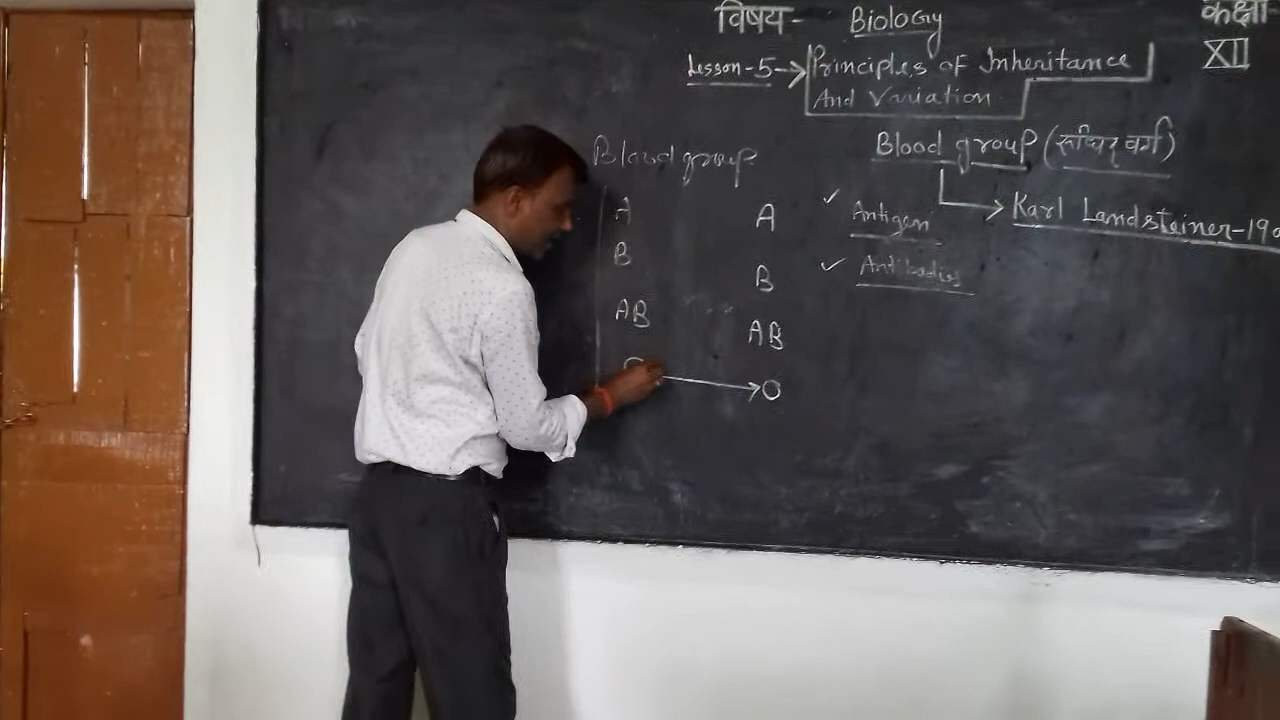 विषय- Biology
कक्षा
XII
Lesson-5→ Principles of Inheritance
And Variation
Blood group (रूधिर वर्ग)
Karl Landsteiner-19
Blood group
A A
B B
AB AB
O → O
✓ Antigen
✓ Antibodies